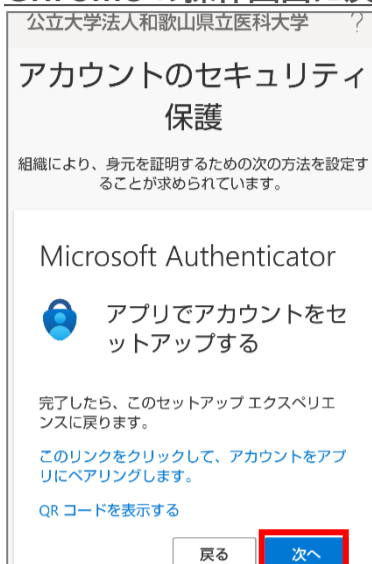 公立大学法人和歌山県立医科大学 ?
アカウントのセキュリティ
保護
組織により、身元を証明するための次の方法を設定す
ることが求められています。
Microsoft Authenticator
アプリでアカウントをセ
ットアップする
完了したら、このセットアップ エクスペリエ
ンスに戻ります。
このリンクをクリックして、アカウントをアプ
リにペアリングします。
QR コードを表示する
戻る 次へ